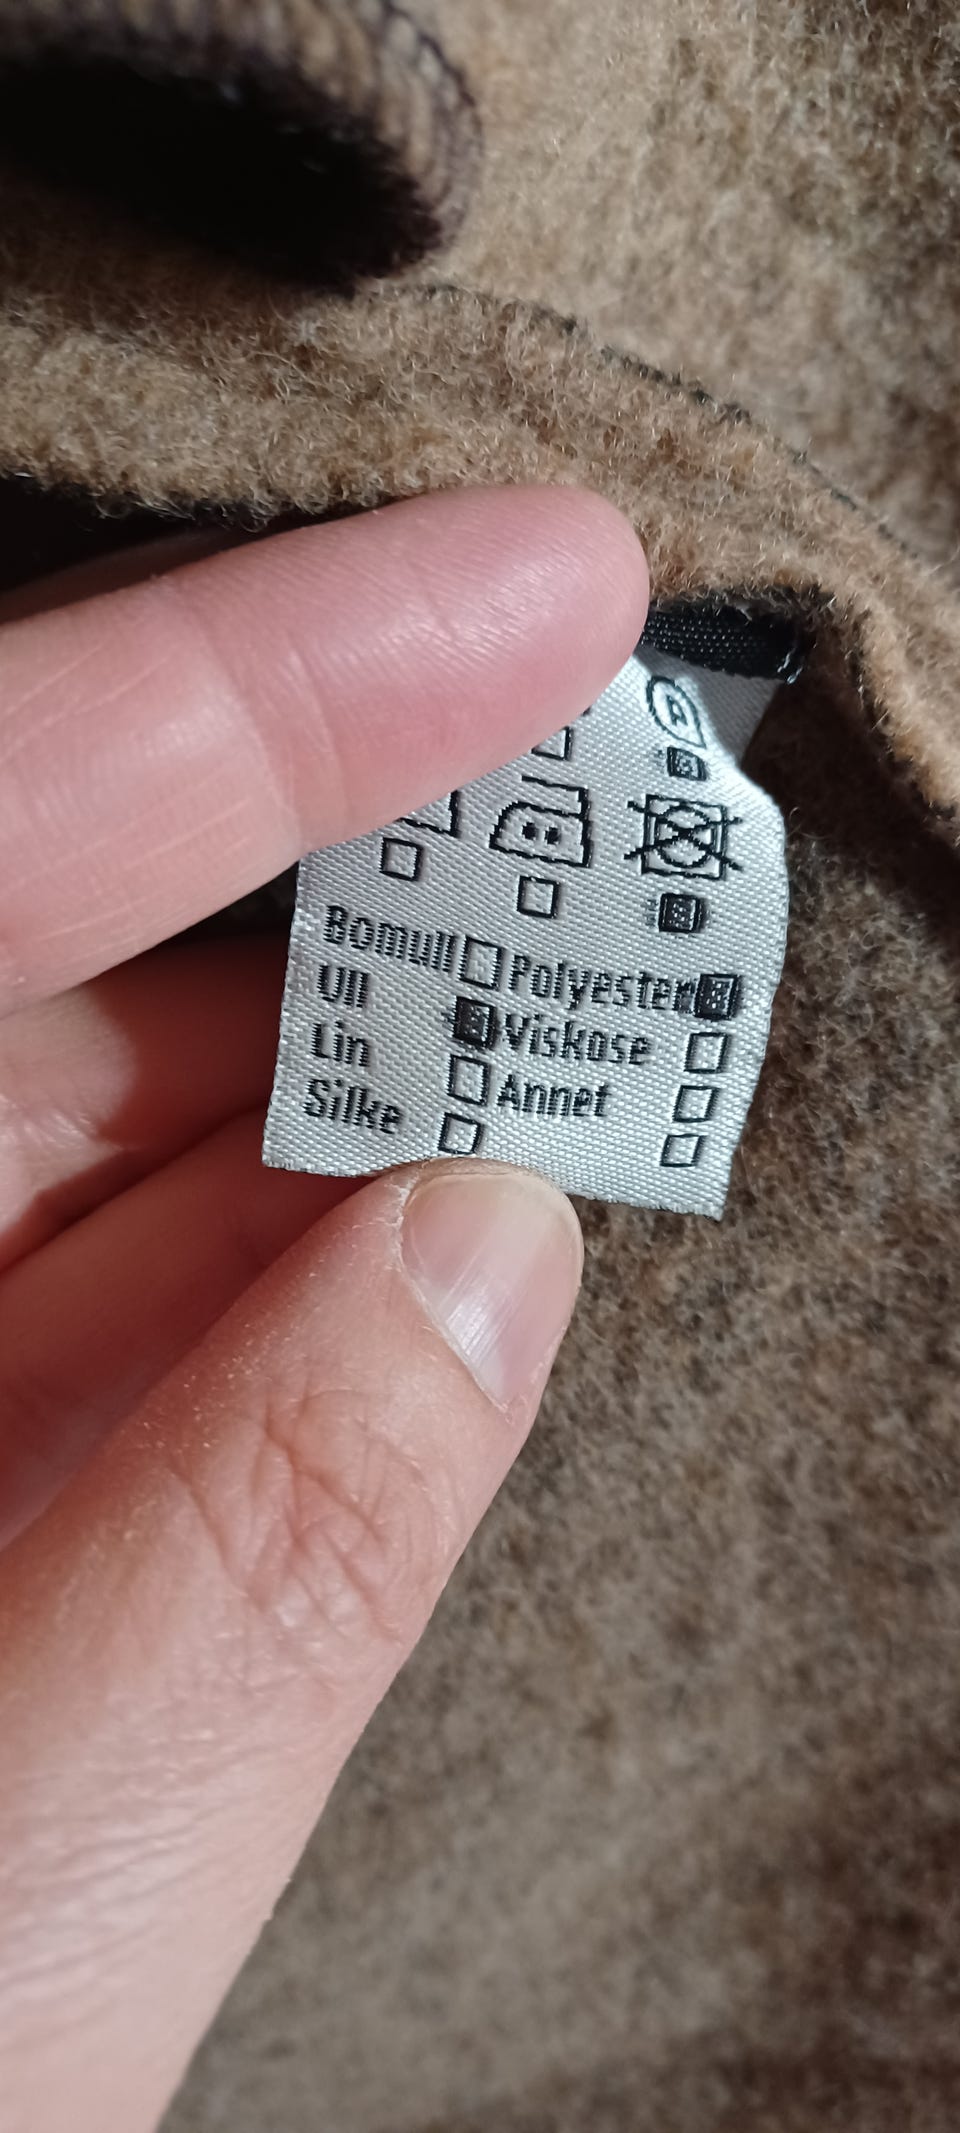 Bomull Polyester
Ull Viskose
Lin Annet
Silke